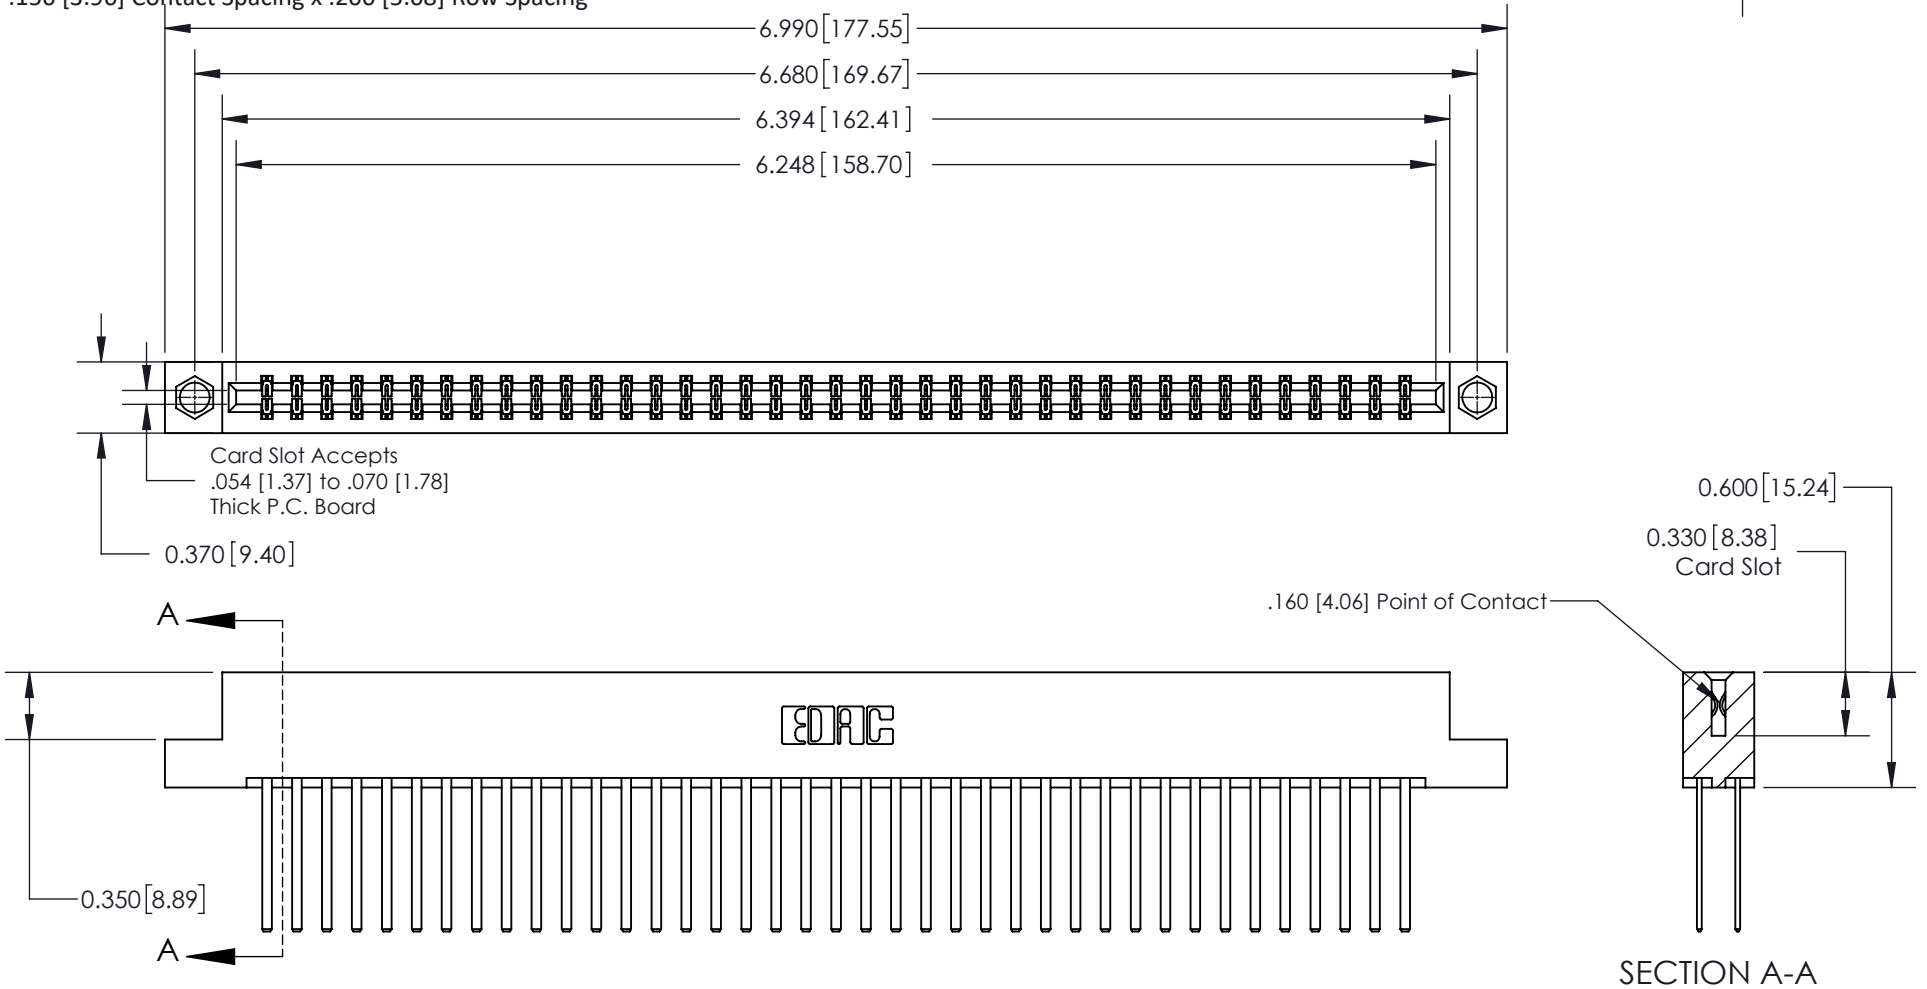 .156 [3.96] Contact Spacing x .200 [5.08] Row Spacing
6.990[177.55]
6.680[169.67]
6.394[162.41]
6.248[158.70]
Card Slot Accepts
.054 [1.37] to .070 [1.78]
Thick P.C. Board
0.370[9.40]
0.600[15.24]
0.330[8.38]
Card Slot
.160 [4.06] Point of Contact
A
EDAC
0.350[8.89]
A
SECTION A-A